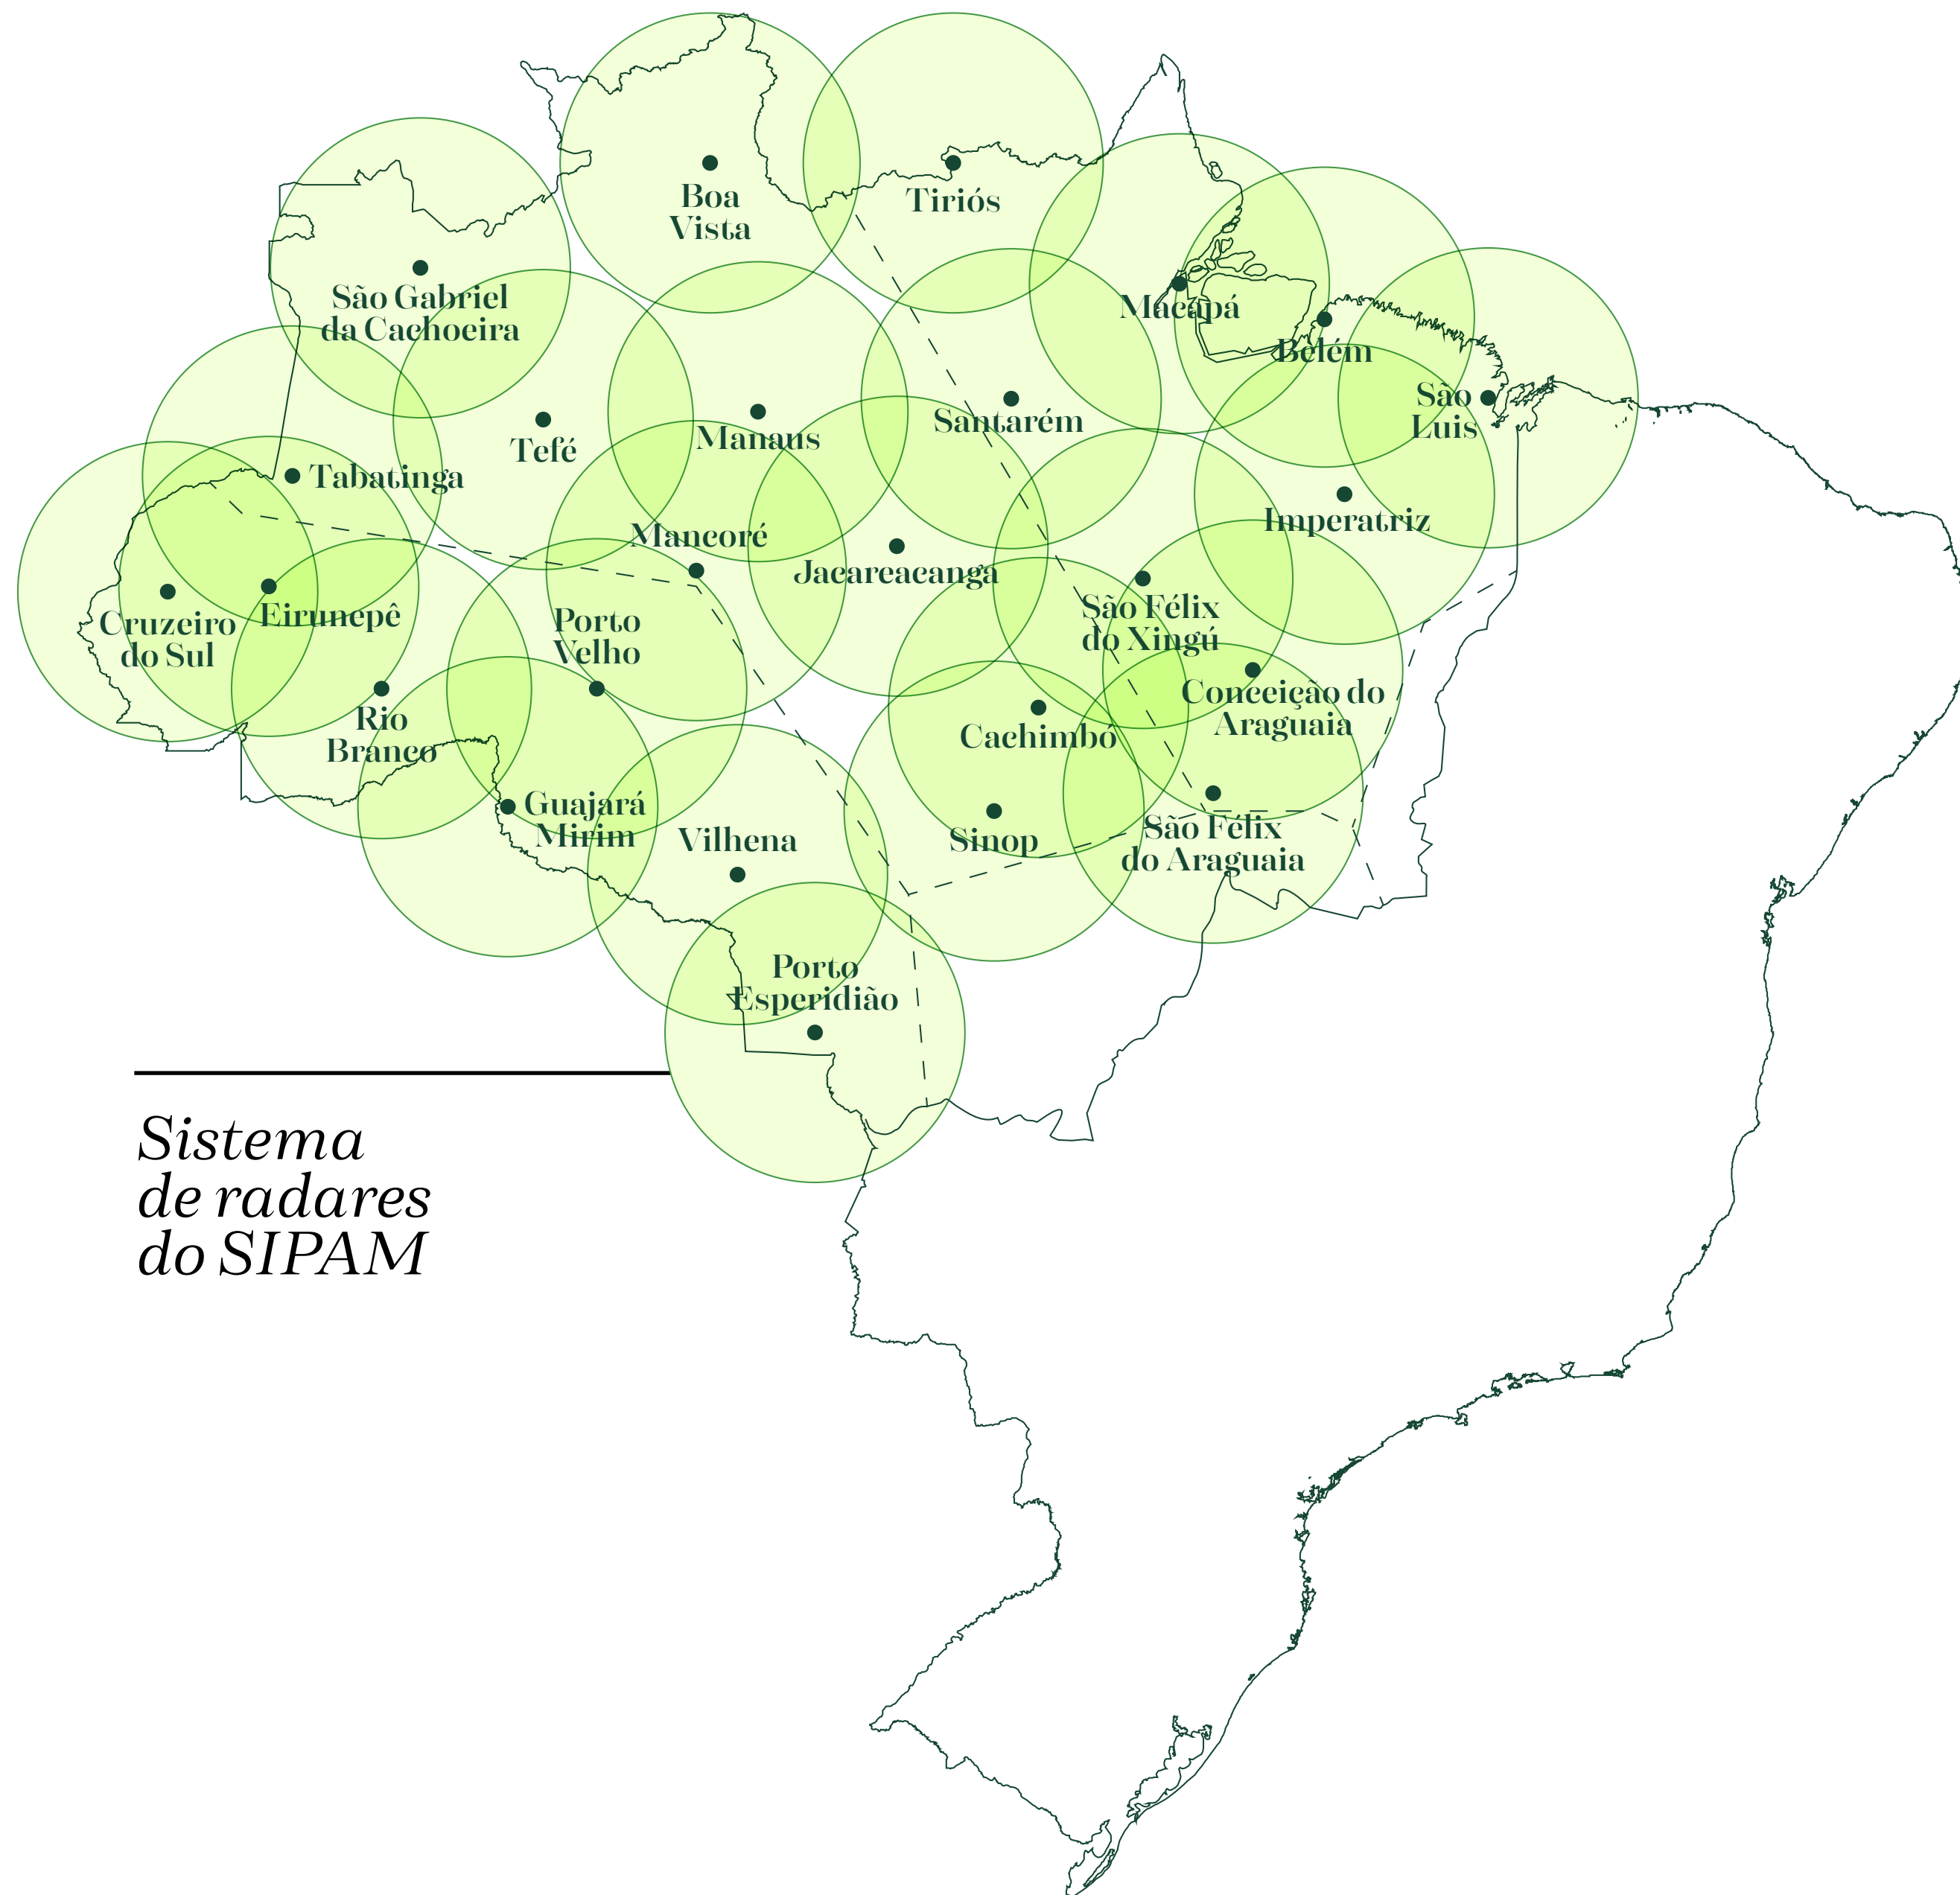 Boa
Vista
Tiriós
São Gabriel
da Cachoeira
Macapá
Belém
São
Luis
Santarém
Manaus
Tefé
Tabatinga
Imperatriz
Mancoré
Jacareacanga
São Félix
do Xingú
Cruzeiro
do Sul
Eirunepê
Porto
Velho
Conceição do
Araguaia
Rio
Branco
Cachimbó
Guajará
Mirim
Vilhena
Sinop
São Félix
do Araguaia
Porto
Esperidião
Sistema
de radares
do SIPAM